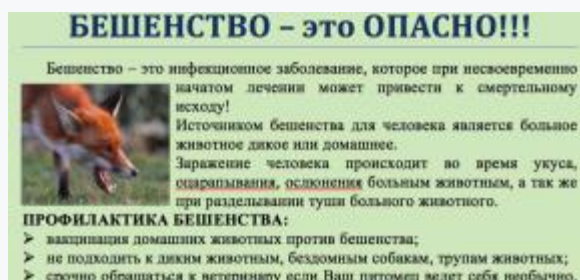 БЕШЕНСТВО – это ОПАСНО!!!
Бешенство – это инфекционное заболевание, которое при несвоевременно
начатом лечении может привести к смертельному
исходу!
Источником бешенства для человека является больное
животное дикое или домашнее.
Заражение человека происходит во время укуса,
оцарапывания, ослюнения больным животным, а так же
при разделывании туши больного животного.
ПРОФИЛАКТИКА БЕШЕНСТВА:
➢ вакцинация домашних животных против бешенства;
➢ не подходить к диким животным, бездомным собакам, трупам животных;
➢ срочно обращаться к ветеринару если Ваш питомец ведет себя необычно,